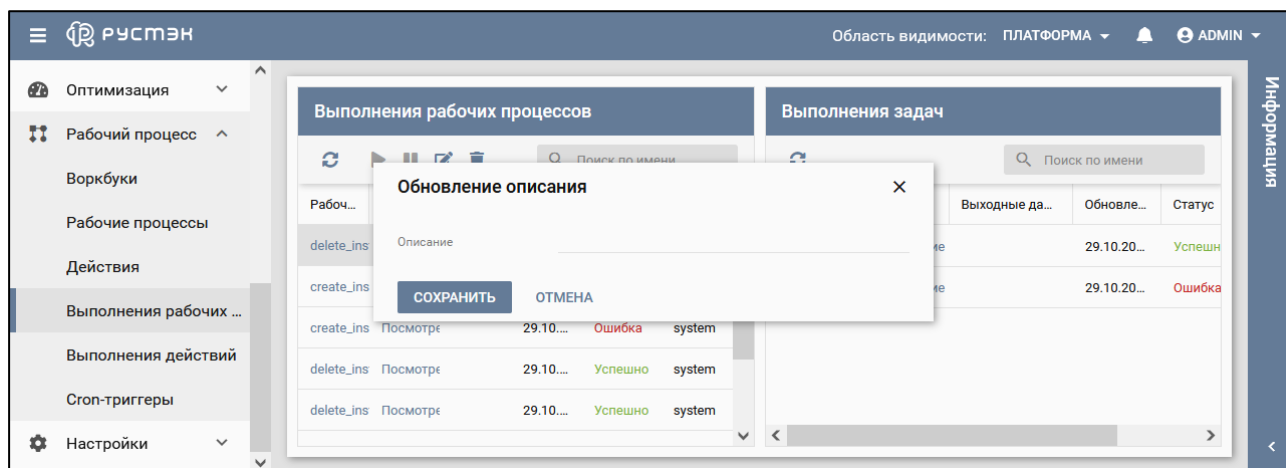 РУСТЭК
Область видимости: ПЛАТФОРМА
ADMIN
Оптимизация
Рабочий процесс
Воркбуки
Рабочие процессы
Действия
Выполнения рабочих ...
Выполнения действий
Cron-триггеры
Настройки
Выполнения рабочих процессов
Поиск по имени
Рабоч...
delete_ins
create_ins
create_ins Посмотре 29.10.... Ошибка system
delete_ins Посмотре 29.10.... Успешно system
delete_ins Посмотре 29.10.... Успешно system
Обновление описания
Описание
СОХРАНИТЬ ОТМЕНА
Выполнения задач
Поиск по имени
Выходные да... Обновле... Статус
ие 29.10.20... Успешн
ие 29.10.20... Ошибка
Информация